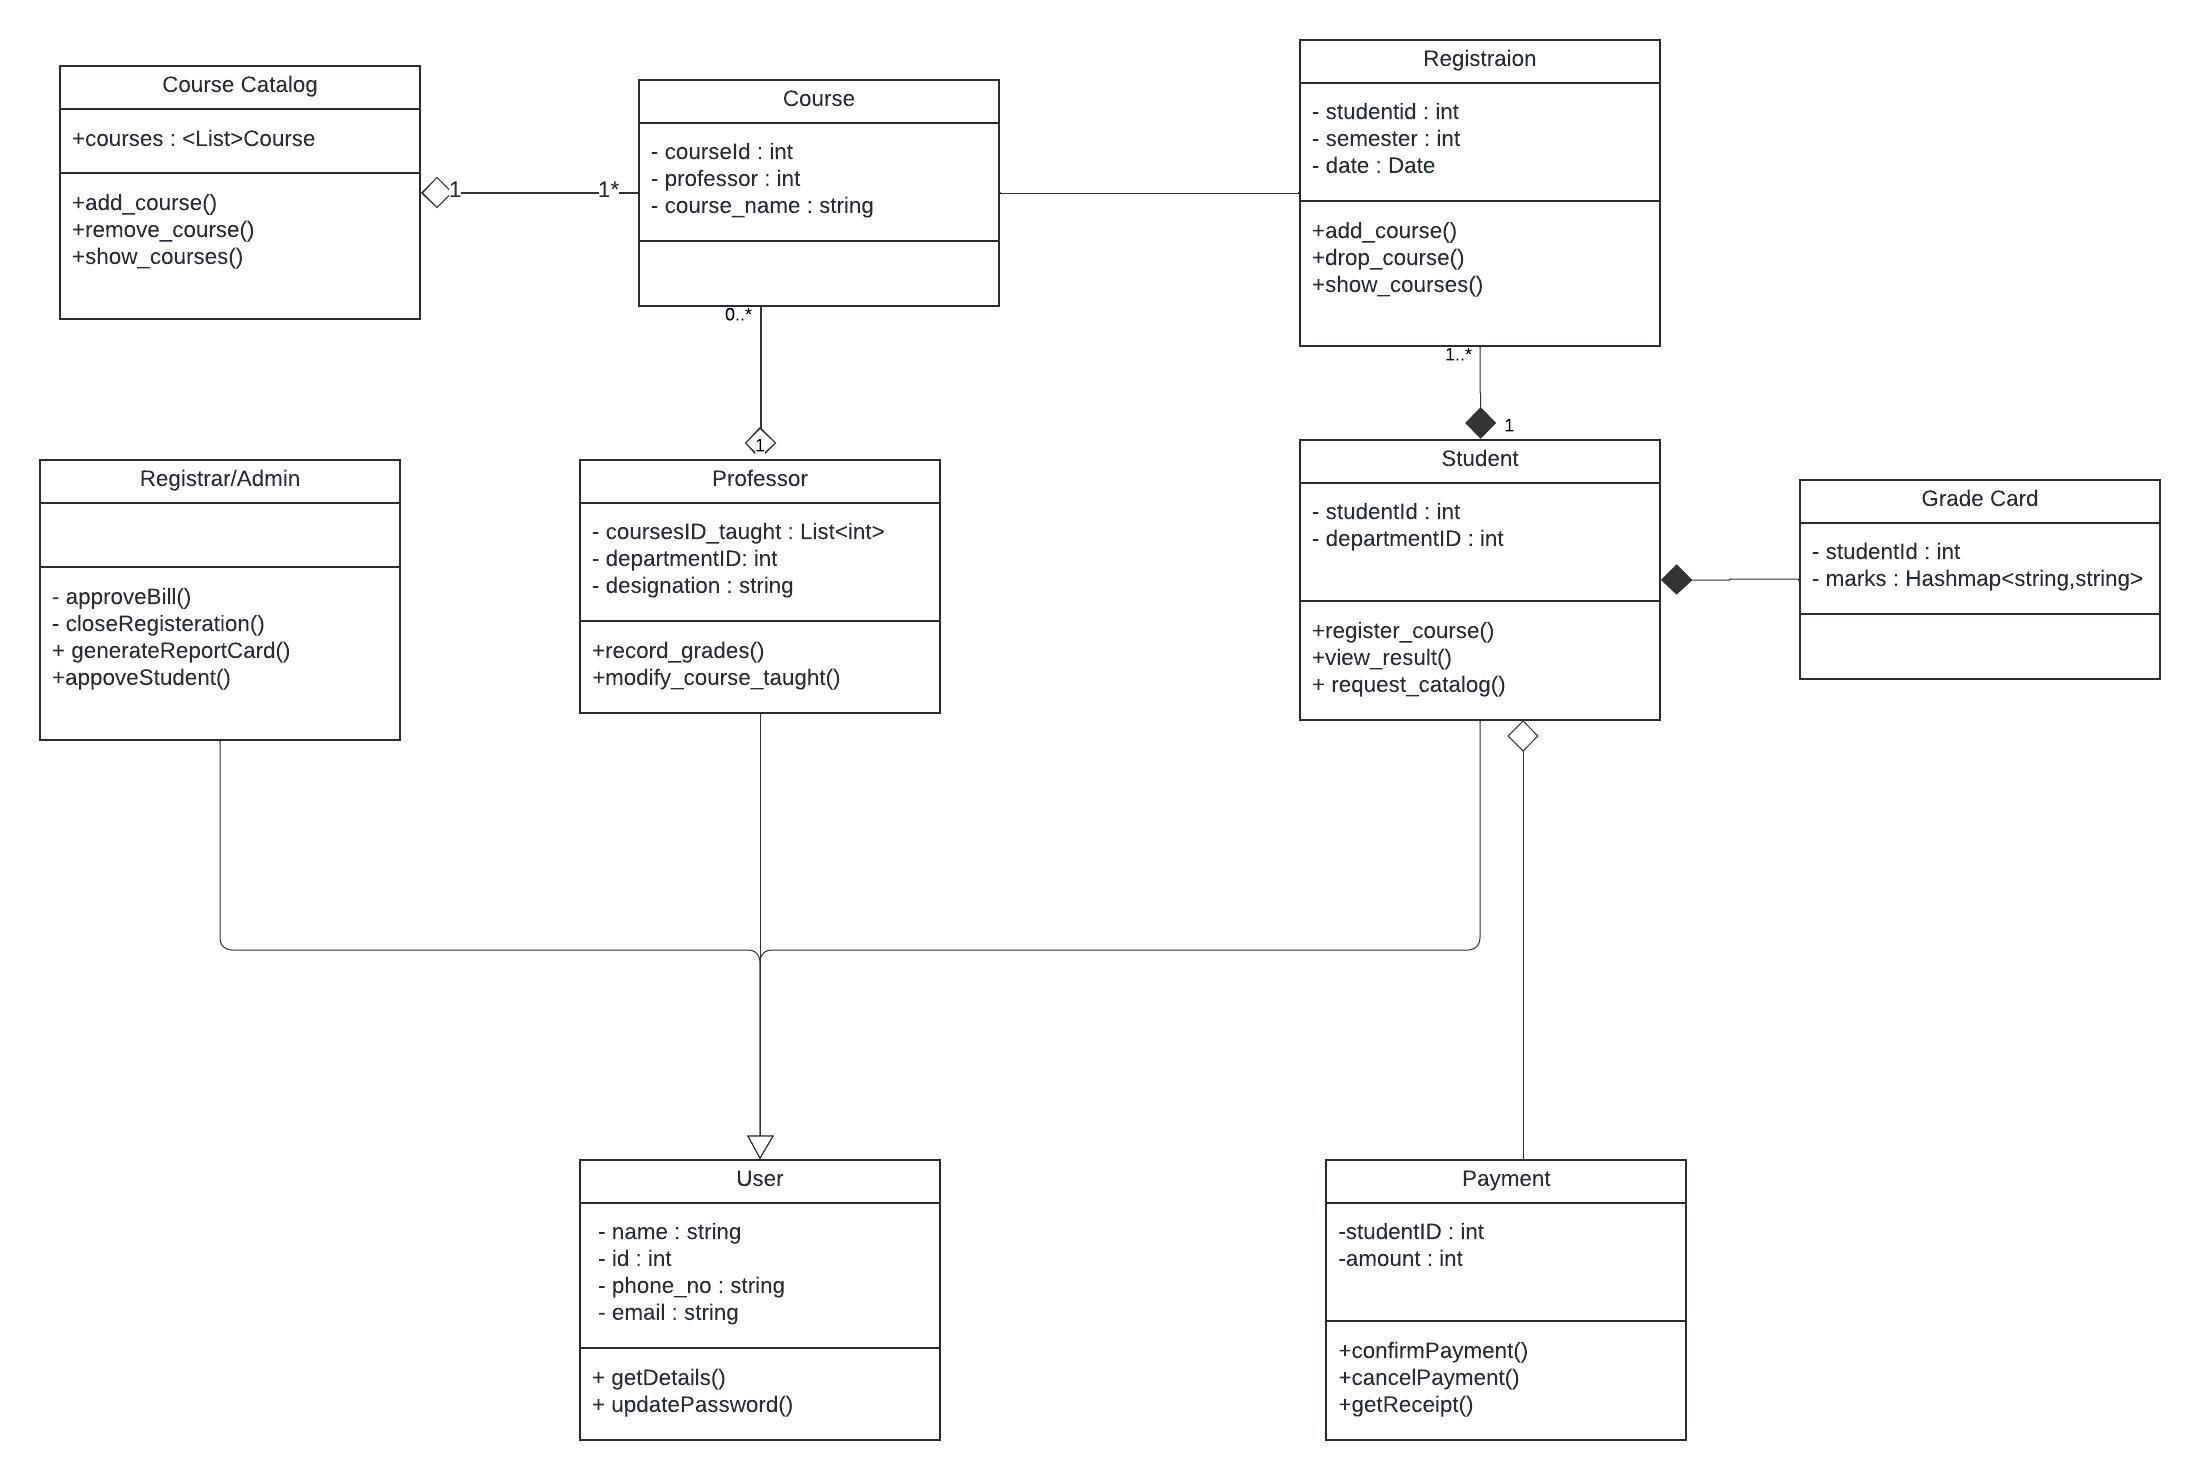 Course Catalog
+courses : <List>Course
+add_course()
+remove_course()
+show_courses()
1
1*
Course
- courseId : int
- professor : int
- course_name : string
0..*
Registraion
- studentid : int
- semester : int
- date : Date
+add_course()
+drop_course()
+show_courses()
1..*
1
1
Registrar/Admin
- approveBill()
- closeRegisteration()
+ generateReportCard()
+appoveStudent()
Professor
- coursesID_taught : List<int>
- departmentID: int
- designation : string
+record_grades()
+modify_course_taught()
Student
- studentId : int
- departmentID : int
+register_course()
+view_result()
+ request_catalog()
Grade Card
- studentId : int
- marks : Hashmap<string,string>
User
- name : string
- id : int
- phone_no : string
- email : string
+ getDetails()
+ updatePassword()
Payment
-studentID : int
-amount : int
+confirmPayment()
+cancelPayment()
+getReceipt()